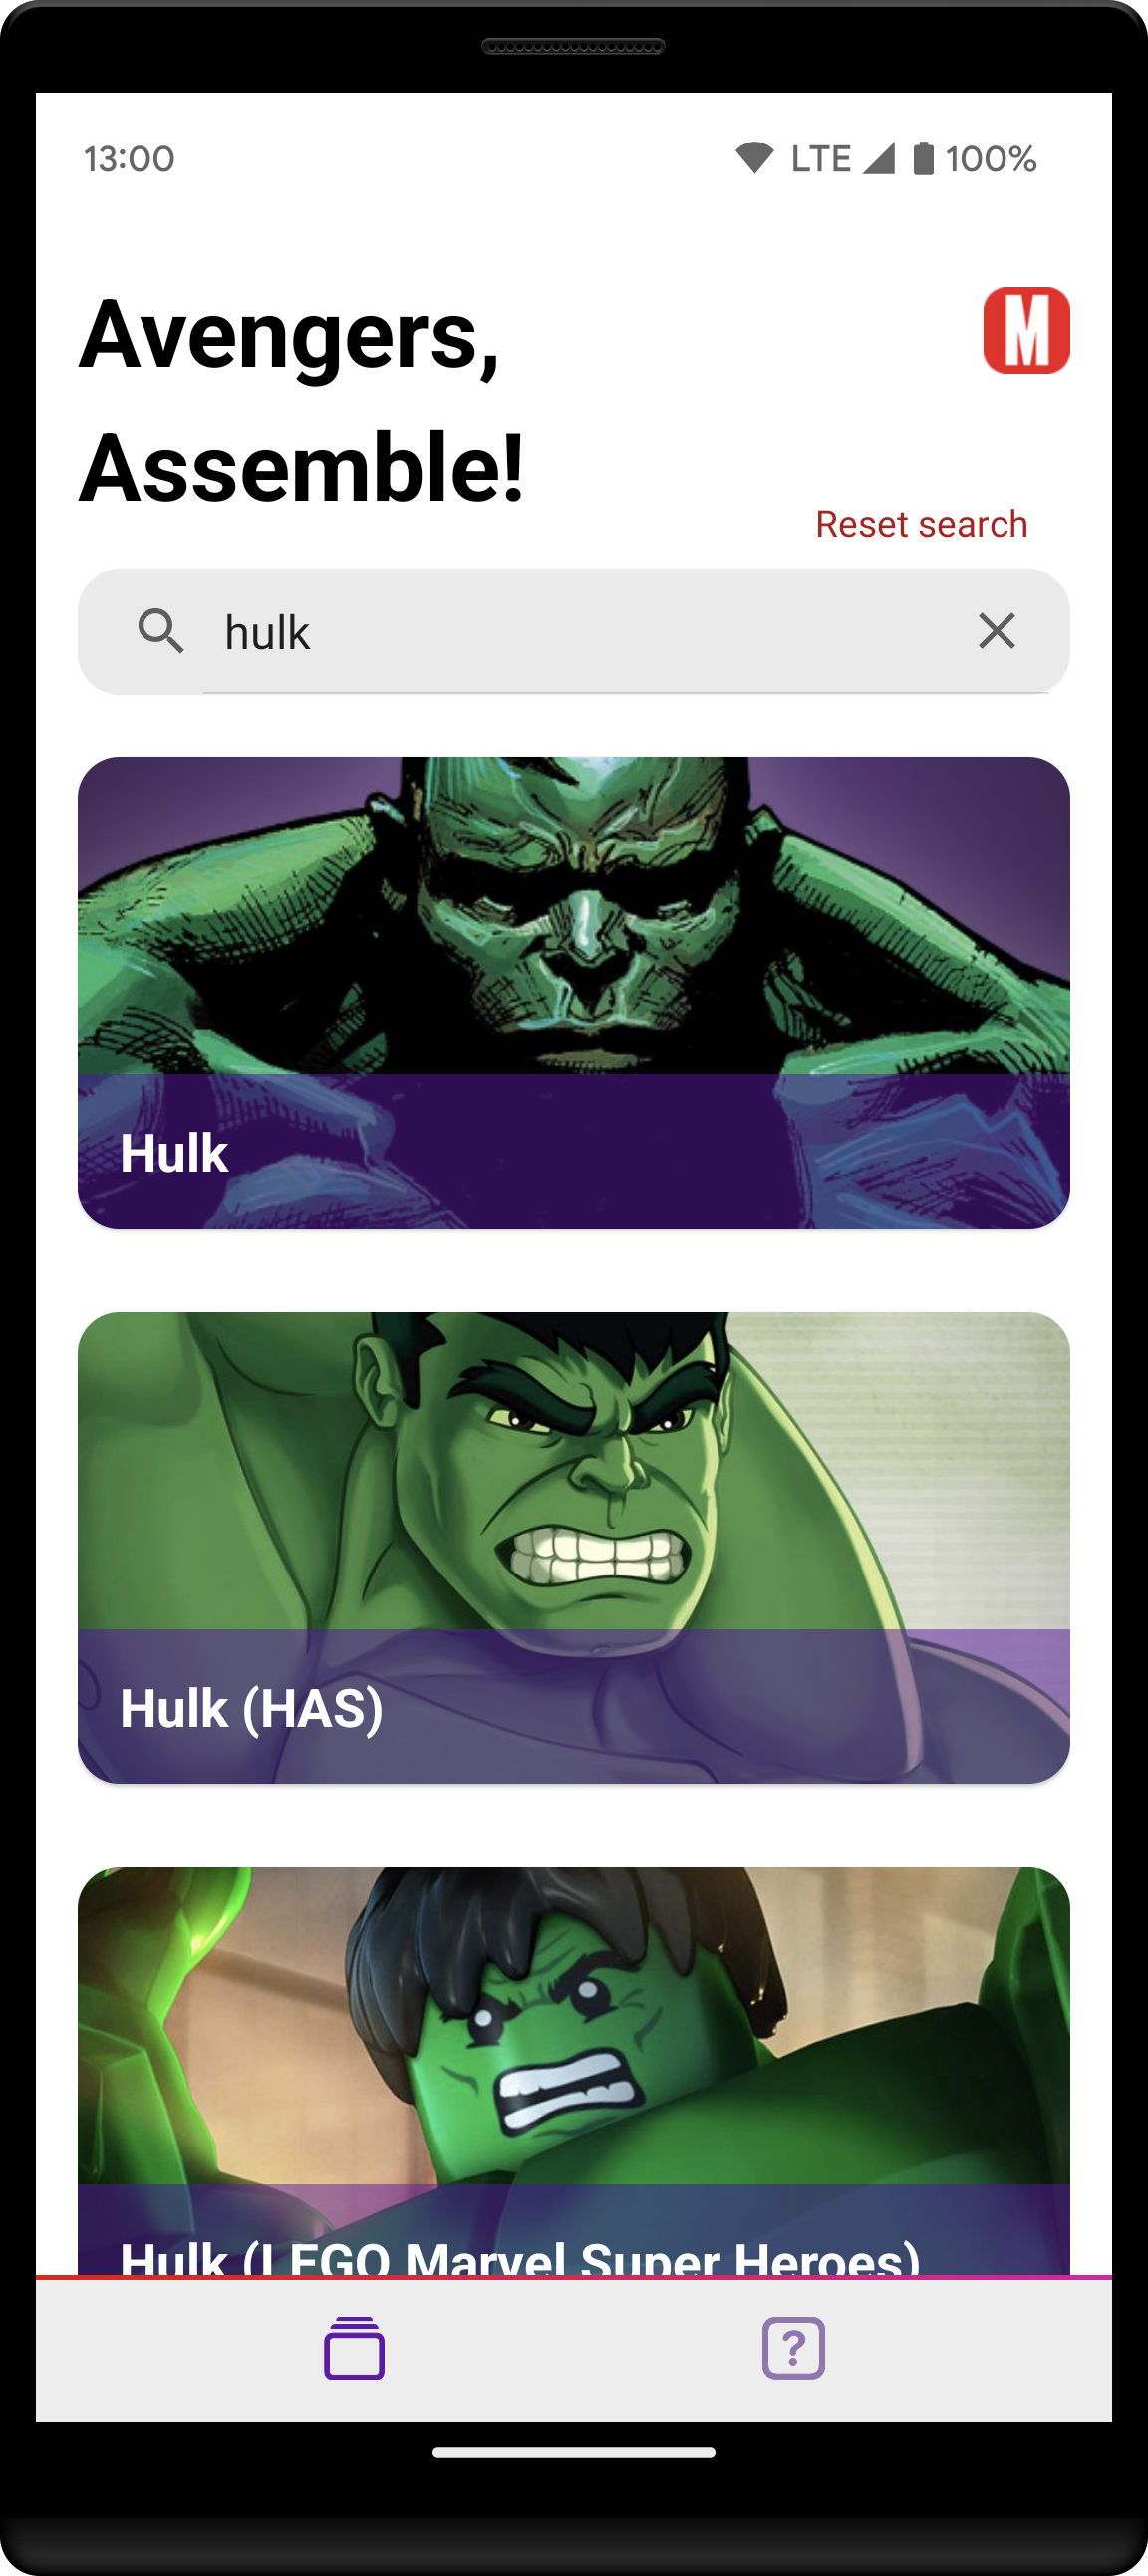 13:00 LTE 100%
Avengers,
Assemble!
M
Reset search
hulk
Hulk
Hulk (HAS)
Hulk (LEGO Marvel Super Heroes)
?